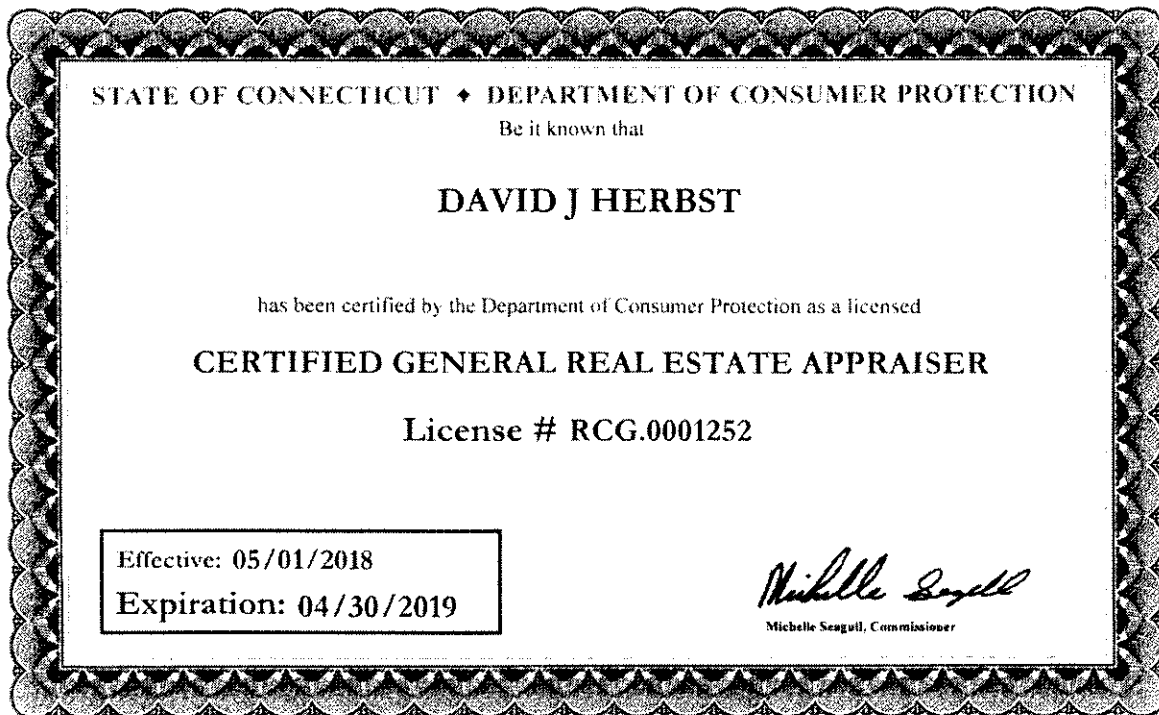 STATE OF CONNECTICUT ♦ DEPARTMENT OF CONSUMER PROTECTION
Be it known that
DAVID J HERBST
has been certified by the Department of Consumer Protection as a licensed
CERTIFIED GENERAL REAL ESTATE APPRAISER
License # RCG.0001252
Effective: 05/01/2018
Expiration: 04/30/2019
Michelle Seagull
Michelle Seagull, Commissioner